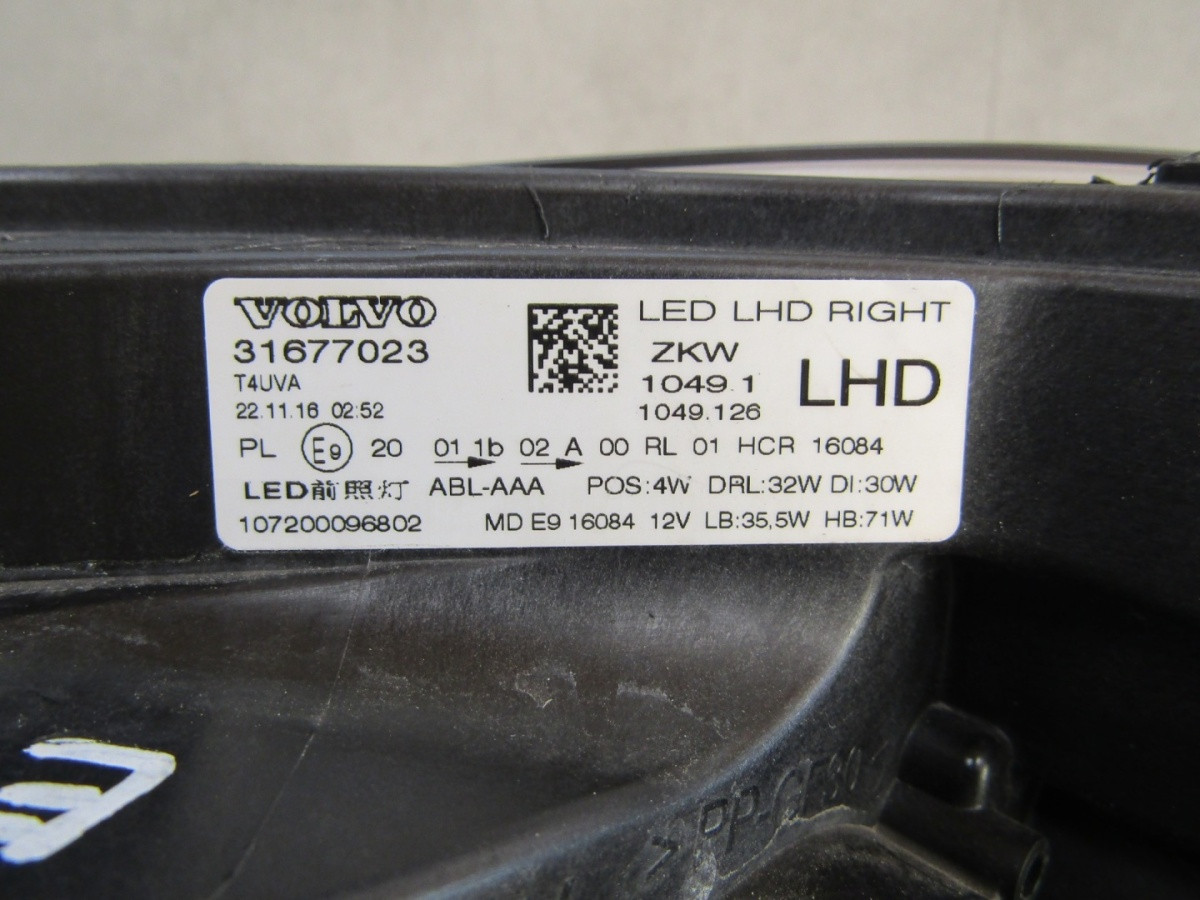 VOLVO
31677023
T4UVA
22.11.16 02:52
LED LHD RIGHT
ZKW
1049.1
1049.126
LHD
PL E9 20 01 1b 02 A 00 RL 01 HCR 16084
LED前照灯 ABL-AAA POS:4W DRL:32W DI:30W
107200096802 MD E9 16084 12V LB:35,5W HB:71W